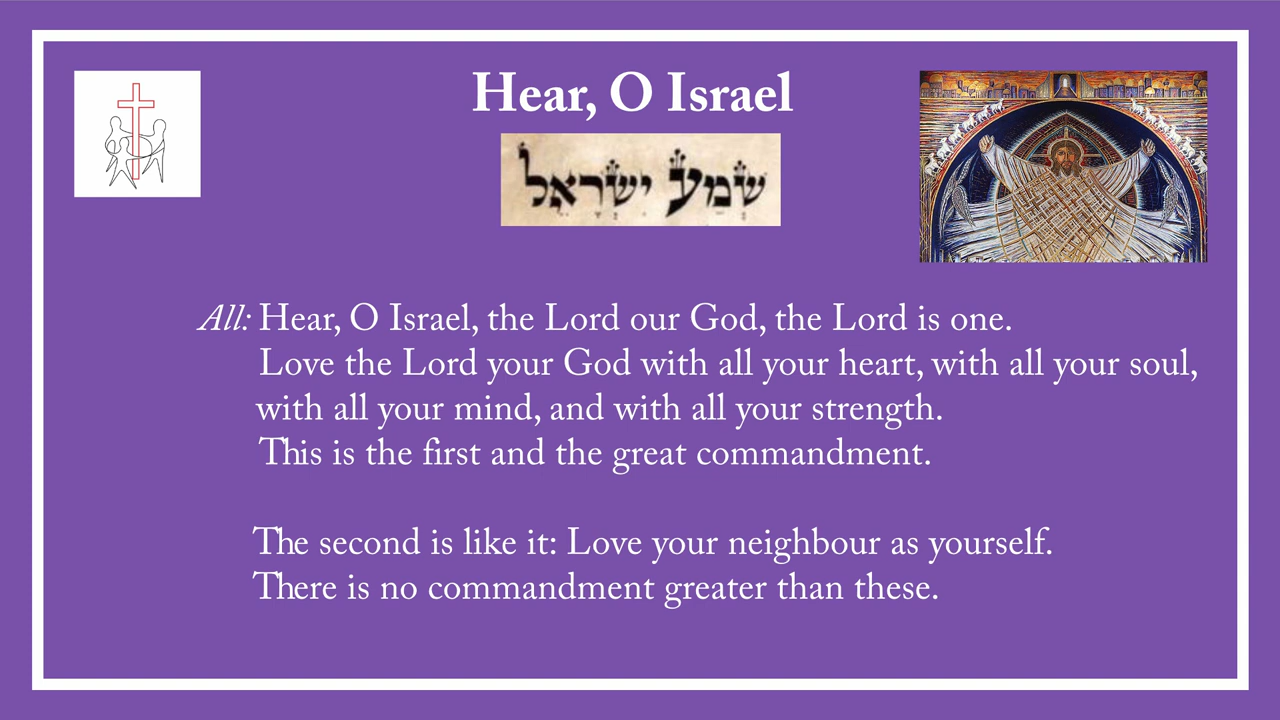 Hear, O Israel
שְׁמַע יִשְׂרָאֵל
All: Hear, O Israel, the Lord our God, the Lord is one.
Love the Lord your God with all your heart, with all your soul,
with all your mind, and with all your strength.
This is the first and the great commandment.
The second is like it: Love your neighbour as yourself.
There is no commandment greater than these.